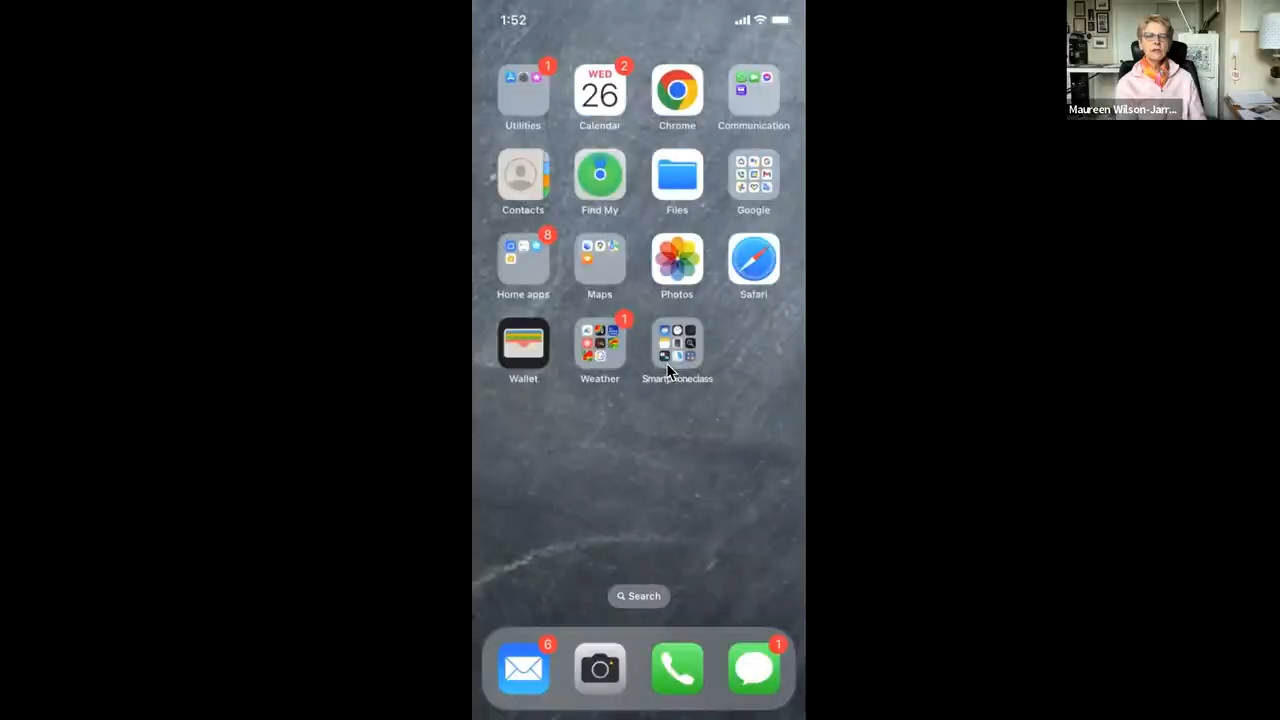 1:52
1
WED
2
26
Utilities
Calendar
Chrome
Communication
Contacts
Find My
Files
Google
8
Home apps
Maps
Photos
Safari
1
Wallet
Weather
Smartphoneclass
Search
6
1
Maureen Wilson-Jarr...